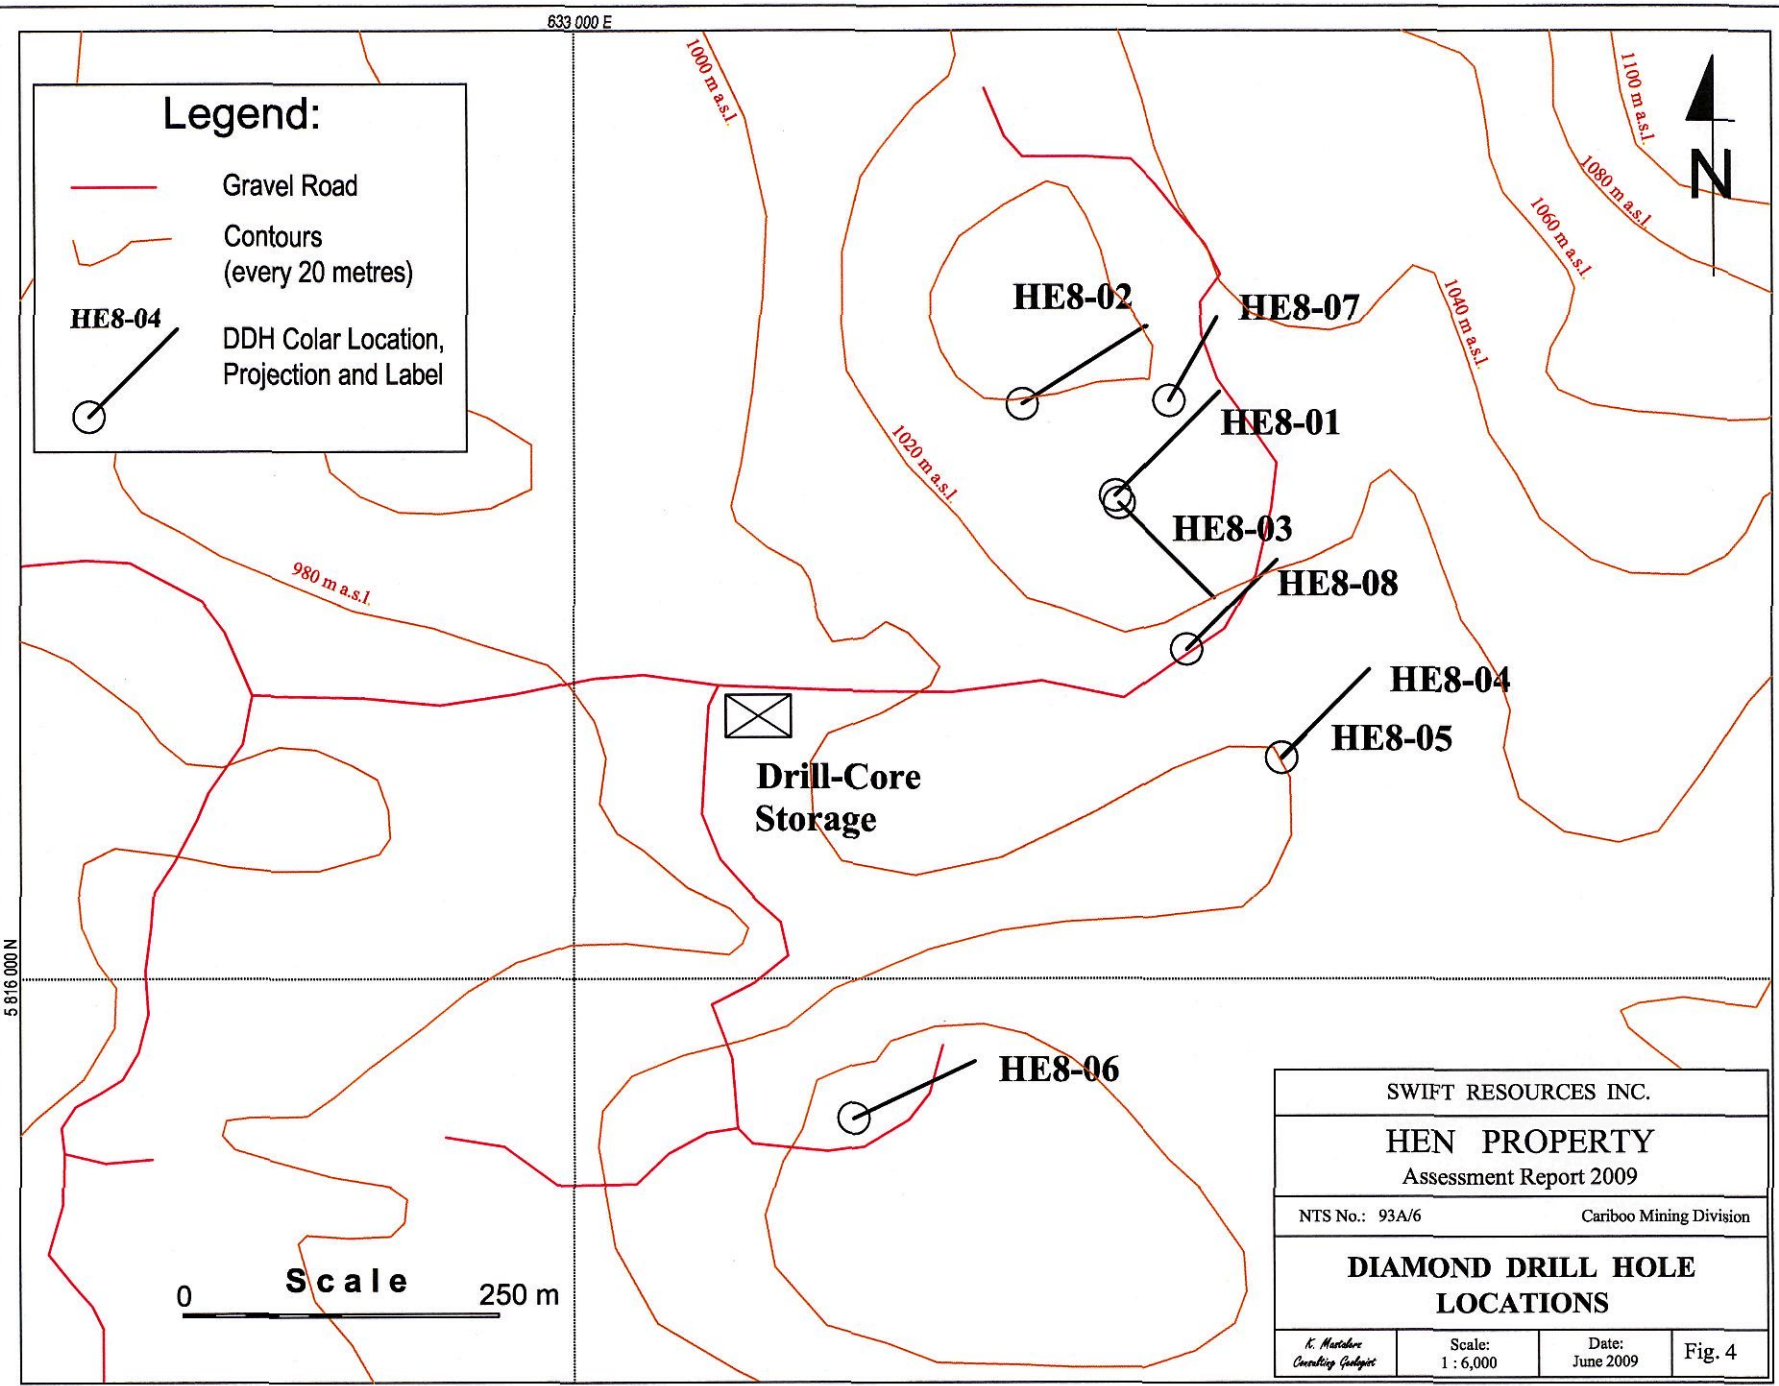 633 000 E
Legend:
Gravel Road
Contours
(every 20 metres)
HE8-04
DDH Colar Location,
Projection and Label
1000 m a.s.l.
1100 m a.s.l.
1080 m a.s.l.
1060 m a.s.l.
1040 m a.s.l.
1020 m a.s.l.
980 m a.s.l.
N
HE8-02
HE8-07
HE8-01
HE8-03
HE8-08
HE8-04
HE8-05
Drill-Core
Storage
5 816 000 N
HE8-06
Scale
0 250 m
SWIFT RESOURCES INC.
HEN PROPERTY
Assessment Report 2009
NTS No.: 93A/6 Cariboo Mining Division
DIAMOND DRILL HOLE
LOCATIONS
K. Mastalerz
Consulting Geologist
Scale:
1 : 6,000
Date:
June 2009
Fig. 4